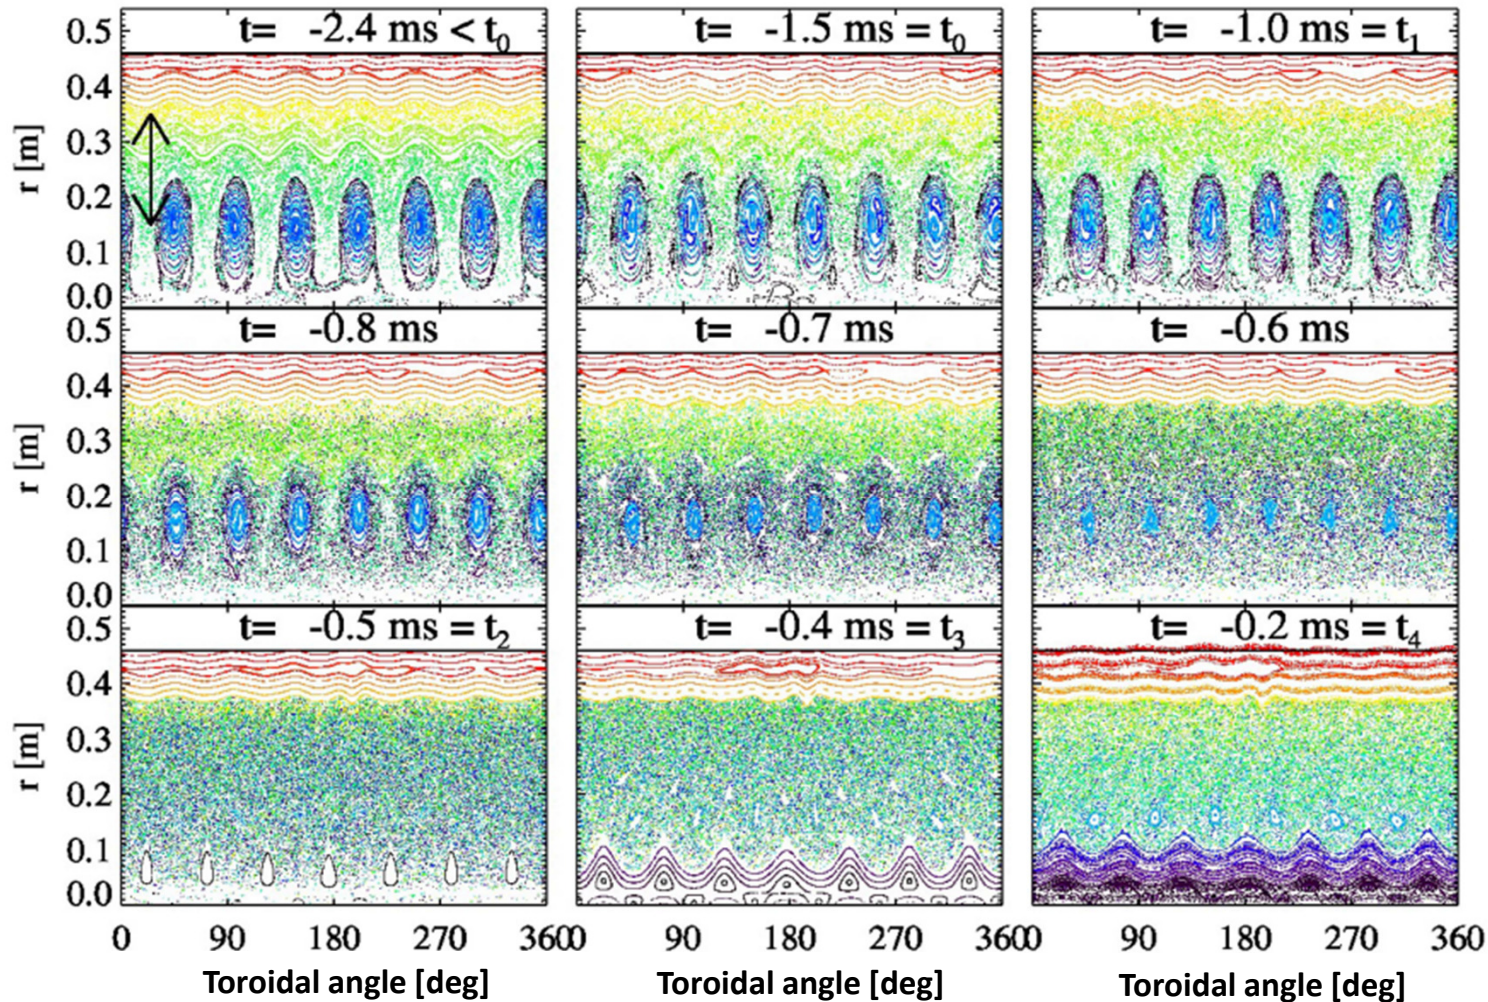 t= -2.4 ms < t0
t= -1.5 ms = t0
t= -1.0 ms = t1
0.5
0.4
0.3
0.2
0.1
0.0
r [m]
t= -0.8 ms
t= -0.7 ms
t= -0.6 ms
0.5
0.4
0.3
0.2
0.1
0.0
r [m]
t= -0.5 ms = t2
t= -0.4 ms = t3
t= -0.2 ms = t4
0.5
0.4
0.3
0.2
0.1
0.0
r [m]
0 90 180 270 3600 90 180 270 3600 90 180 270 360
Toroidal angle [deg]
Toroidal angle [deg]
Toroidal angle [deg]